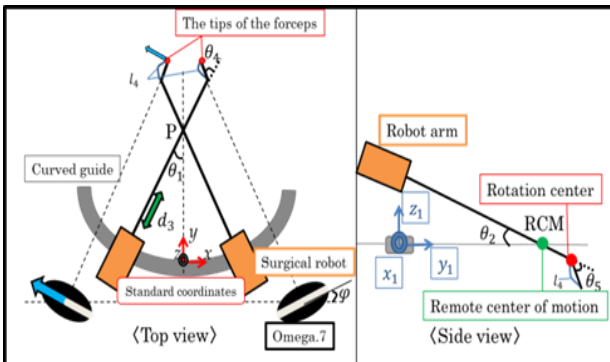 The tips of the forceps
θ4
l4
P
Curved guide
θ1
d3
y
x
Surgical robot
Standard coordinates
φ
Omega.7
〈Top view〉
Robot arm
Rotation center
z1
RCM
θ2
x1
y1
l4
θ5
Remote center of motion
〈Side view〉